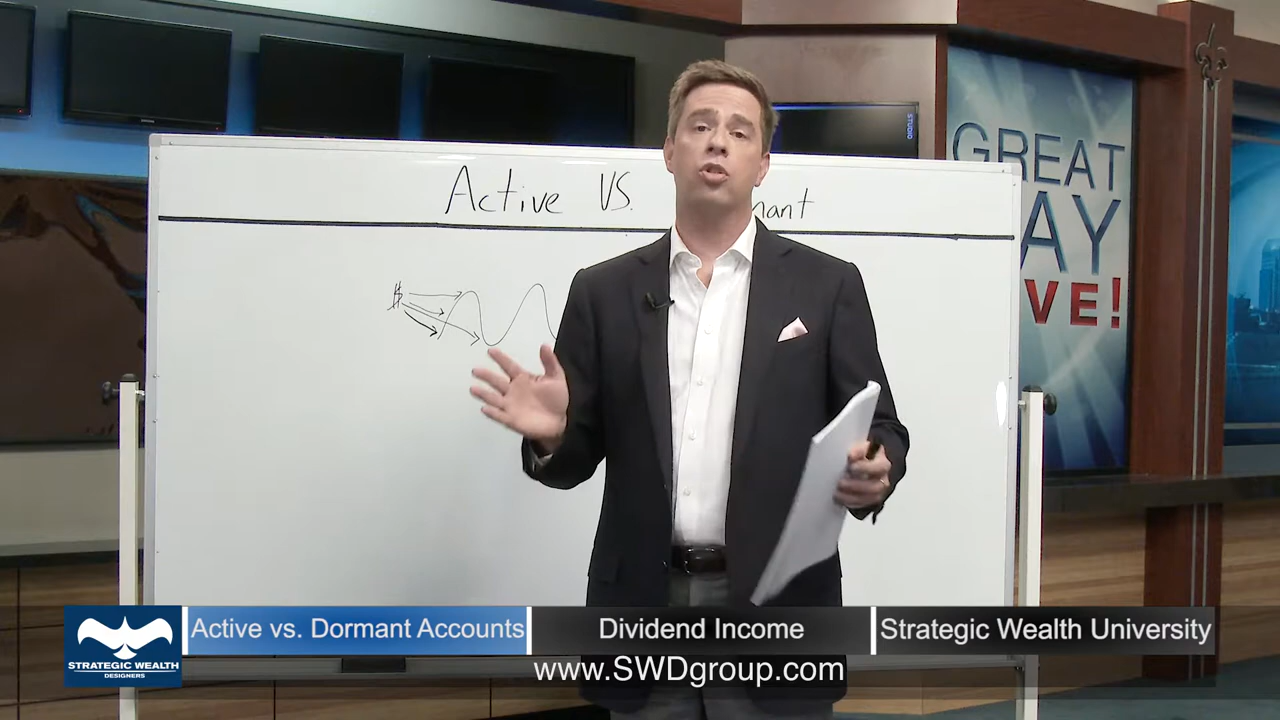 STUDIO
GREAT
AY
VE!
Active VS. nant
$
STRATEGIC WEALTH
DESIGNERS
Active vs. Dormant Accounts
Dividend Income
Strategic Wealth University
www.SWDgroup.com